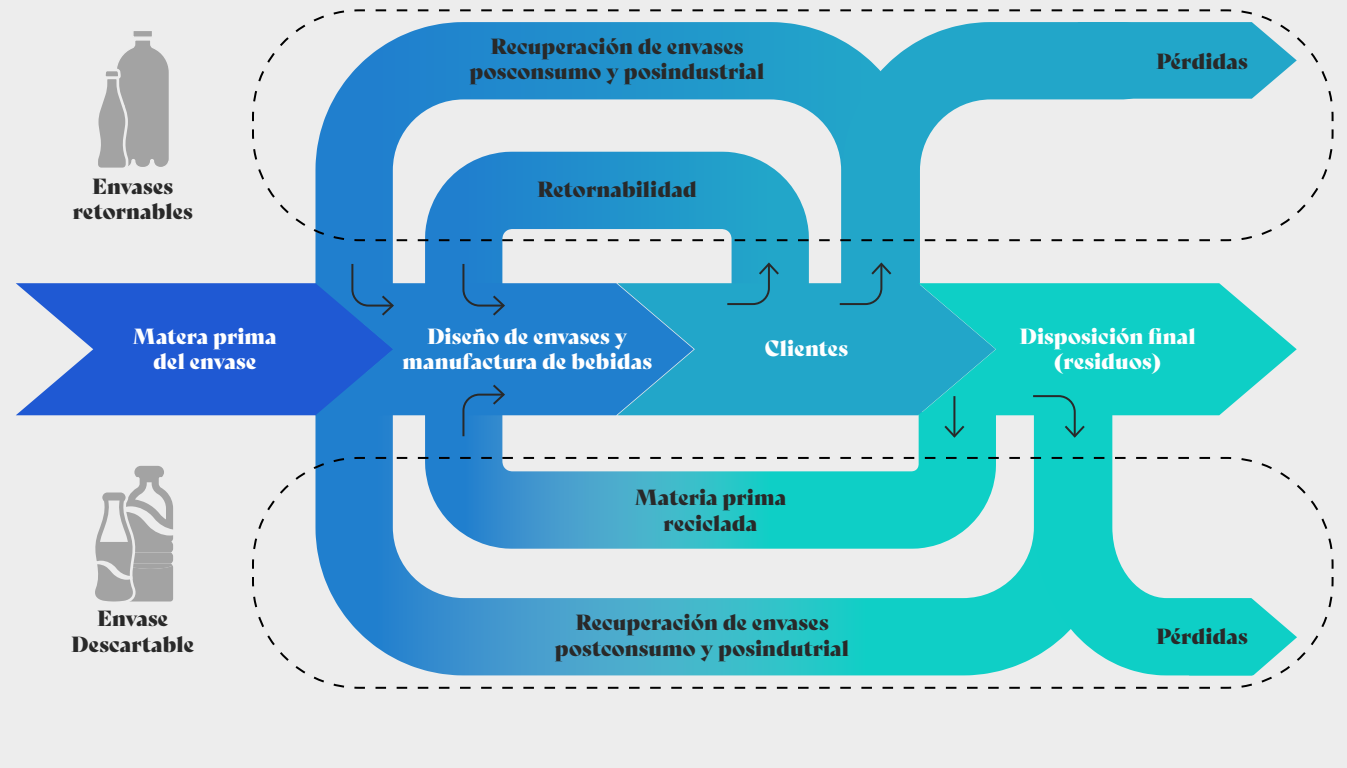 Recuperación de envases
posconsumo y posindustrial
Pérdidas
Envases
retornables
Retornabilidad
Matera prima
del envase
Diseño de envases y
manufactura de bebidas
Clientes
Disposición final
(residuos)
Materia prima
reciclada
Envase
Descartable
Recuperación de envases
postconsumo y posindutrial
Pérdidas